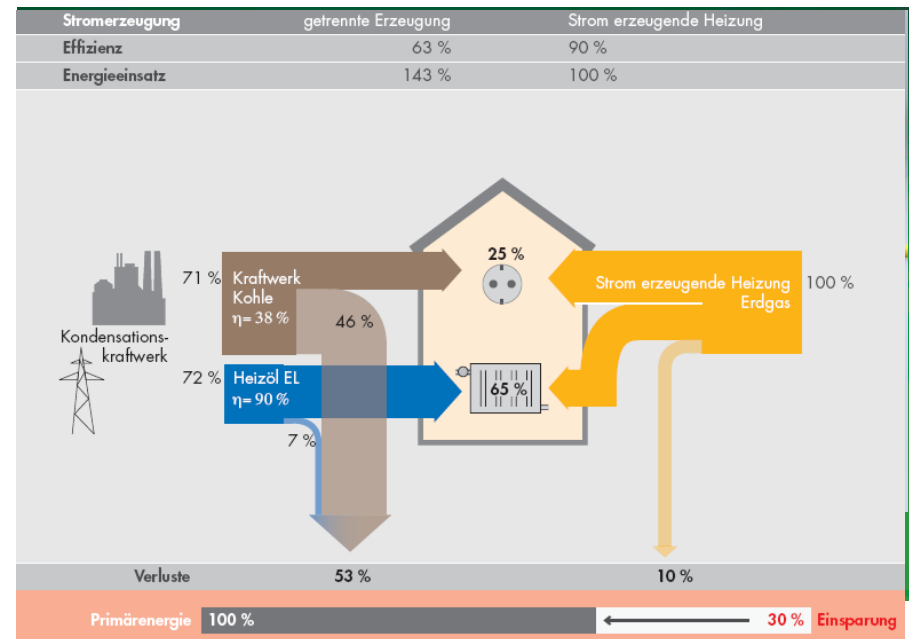 Stromerzeugung getrennte Erzeugung Strom erzeugende Heizung
Effizienz 63 % 90 %
Energieeinsatz 143 % 100 %
25 %
71 % Kraftwerk
Kohle
η= 38 %
46 %
Strom erzeugende Heizung
Erdgas
100 %
Kondensations-
kraftwerk
72 % Heizöl EL
η= 90 %
65 %
7 %
Verluste 53 % 10 %
Primärenergie 100 % 30 % Einsparung